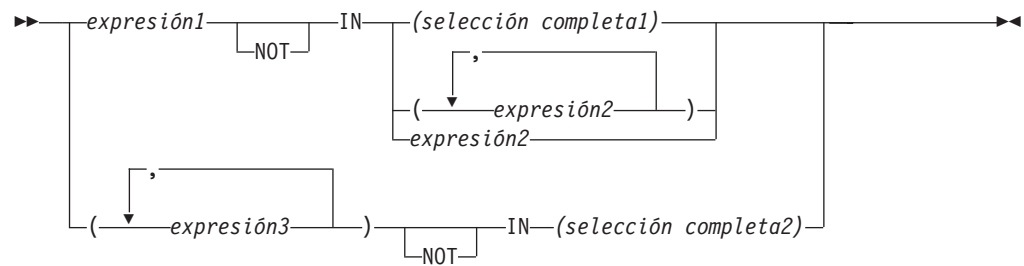 expresión1 NOT IN (selección completa1)
,
( expresión2 )
expresión2
,
( expresión3 ) NOT IN (selección completa2)